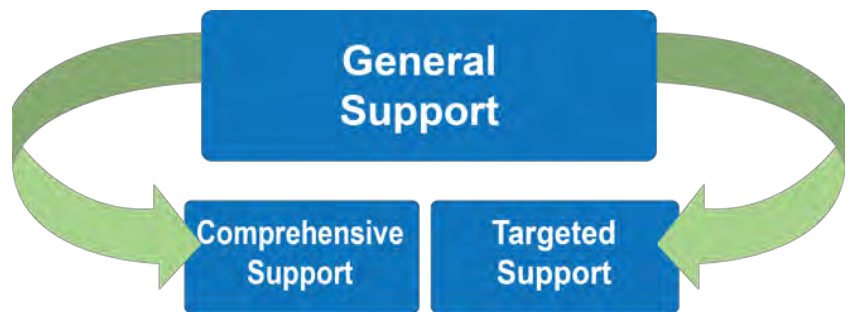 General
Support
Comprehensive
Support
Targeted
Support